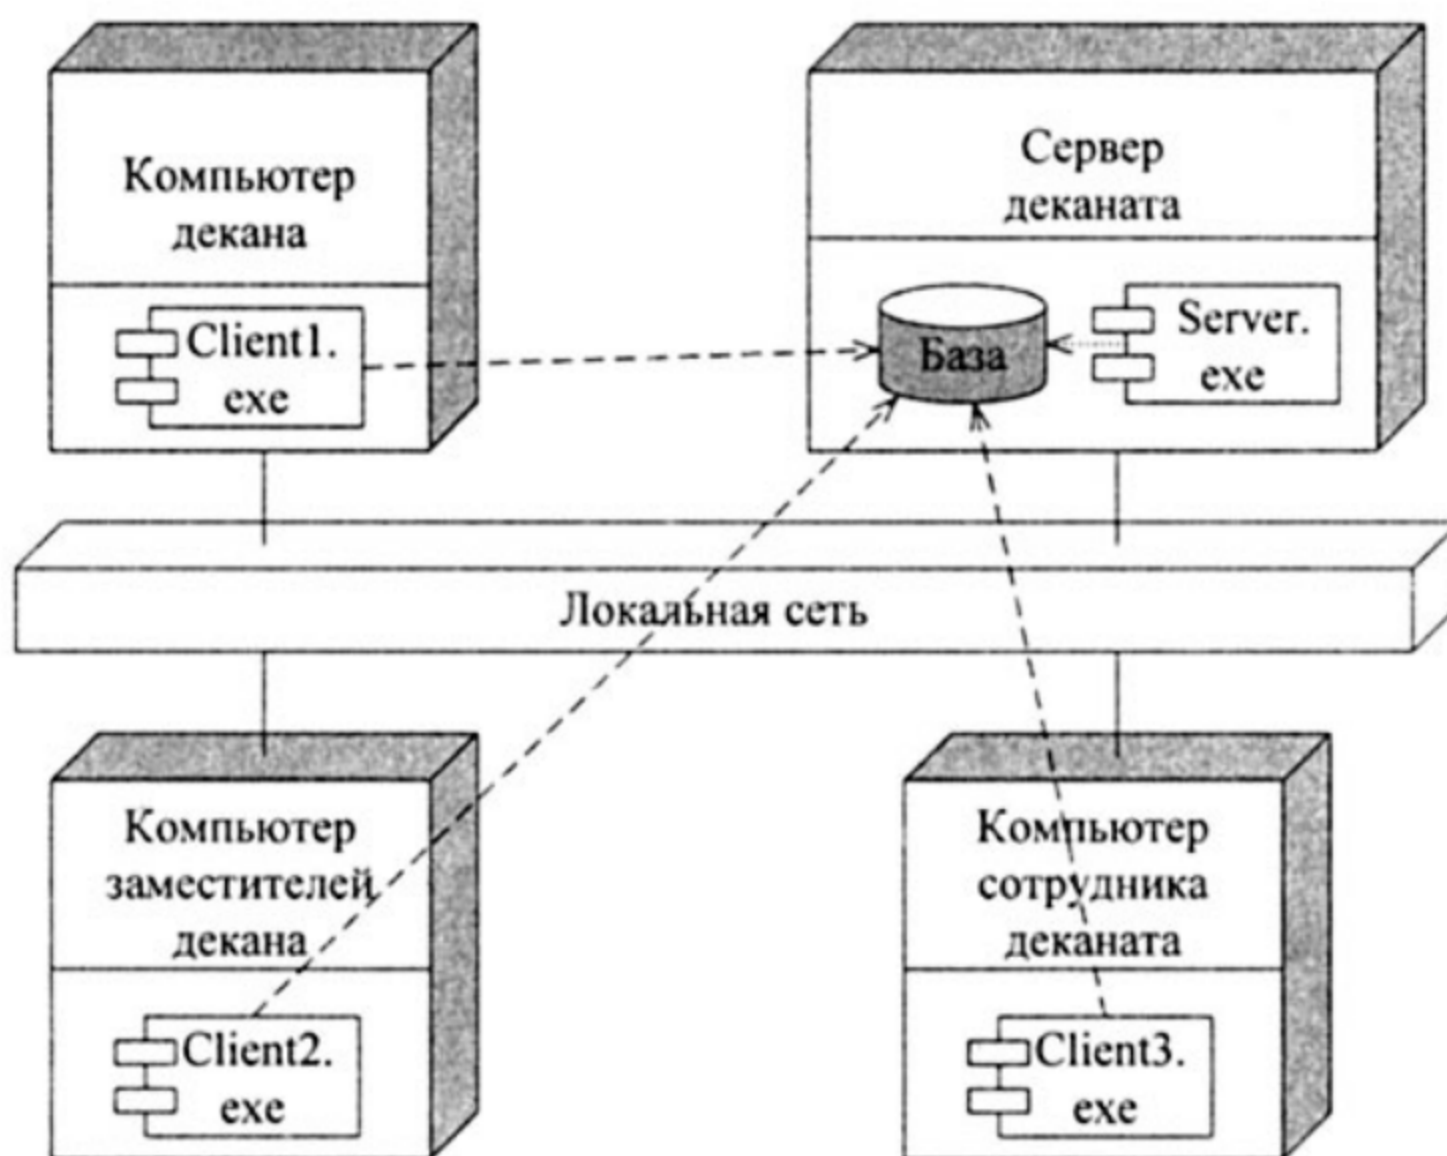 Компьютер
декана
Client1.
exe
Сервер
деканата
База
Server.
exe
Локальная сеть
Компьютер
заместителей
декана
Client2.
exe
Компьютер
сотрудника
деканата
Client3.
exe